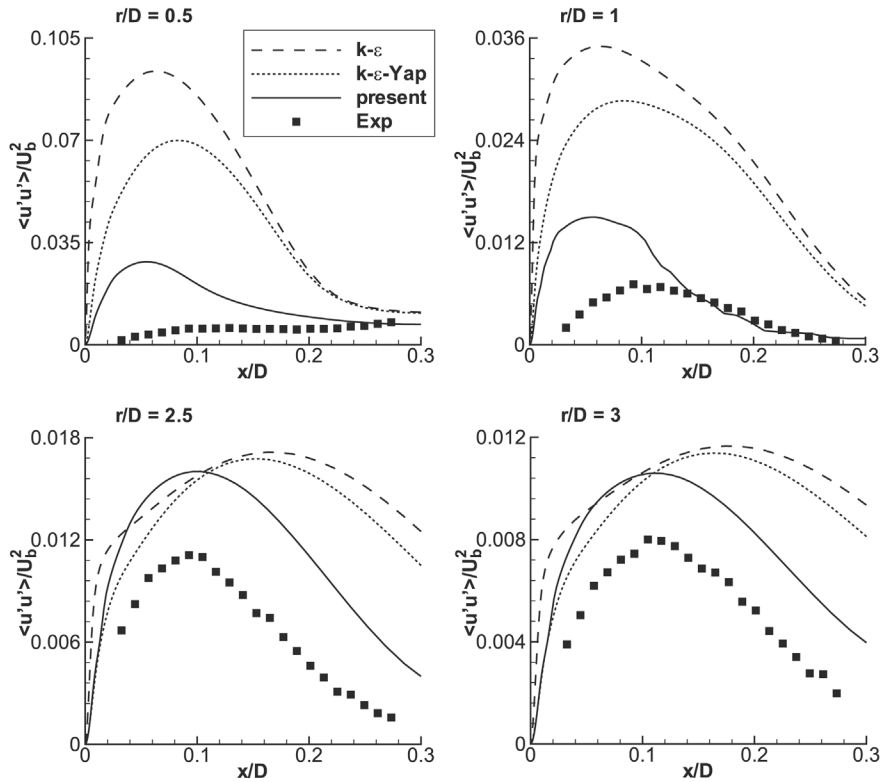 r/D = 0.5
0.105
0.07
0.035
0
<u'u'>/U_b^2
0 0.1 0.2 0.3
x/D
k-ε
k-ε-Yap
present
Exp
r/D = 1
0.036
0.024
0.012
0
<u'u'>/U_b^2
0 0.1 0.2 0.3
x/D
r/D = 2.5
0.018
0.012
0.006
0
<u'u'>/U_b^2
0 0.1 0.2 0.3
x/D
r/D = 3
0.012
0.008
0.004
0
<u'u'>/U_b^2
0 0.1 0.2 0.3
x/D